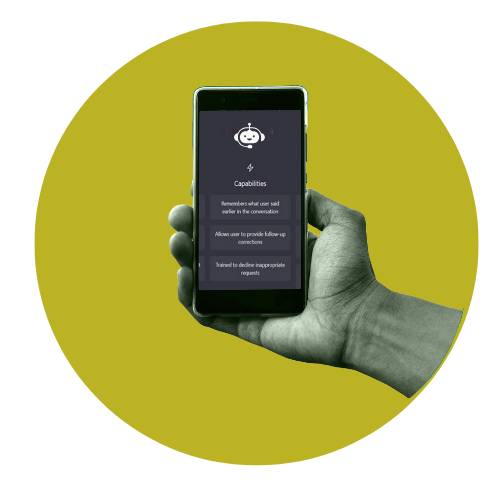 Capabilities
Remembers what user said
earlier in the conversation
Allows user to provide follow-up
corrections
Trained to decline inappropriate
requests